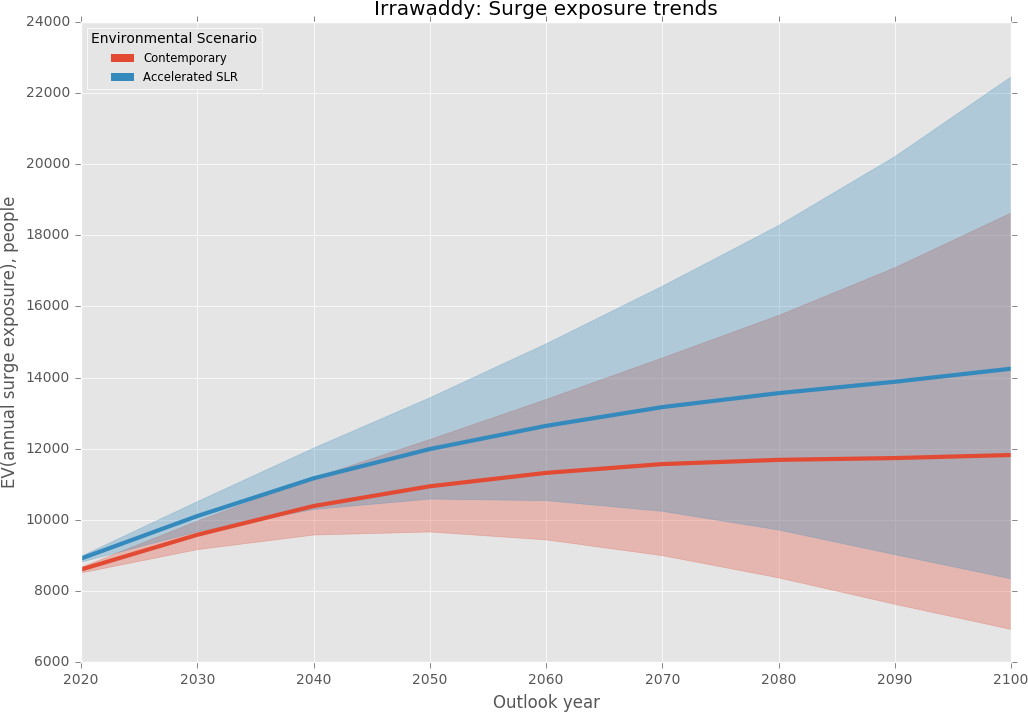 Irrawaddy: Surge exposure trends
Environmental Scenario
Contemporary
Accelerated SLR
EV(annual surge exposure), people
24000
22000
20000
18000
16000
14000
12000
10000
8000
6000
2020 2030 2040 2050 2060 2070 2080 2090 2100
Outlook year